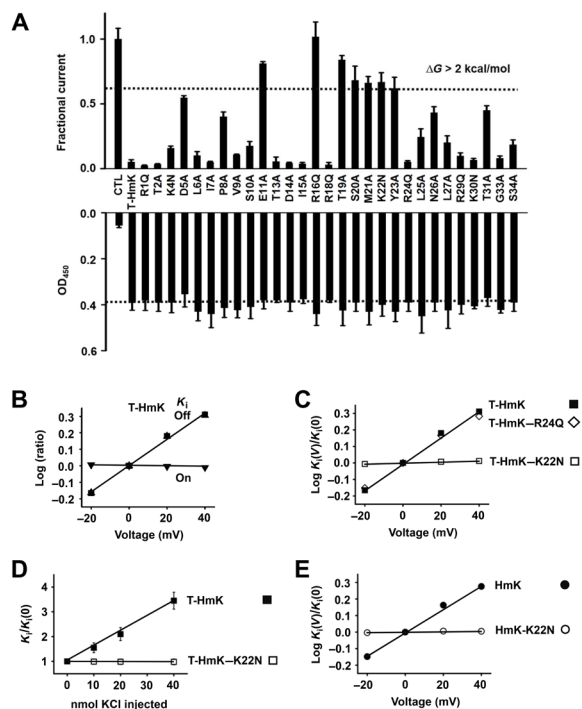 A
Fractional current
1.0
0.5
0.0
ΔG > 2 kcal/mol
CTL
T-HmK
R1Q
T2A
K4N
D5A
L6A
I7A
P8A
V9A
S10A
E11A
T13A
D14A
I15A
R16Q
R18Q
T19A
S20A
M21A
K22N
Y23A
R24Q
L25A
N26A
L27A
R29Q
K30N
T31A
G33A
S34A
OD450
0.0
0.2
0.4
0.6
B
Log (ratio)
0.3
0.2
0.1
0.0
–0.1
–0.2
T-HmK
Ki
Off
On
–20 0 20 40
Voltage (mV)
C
Log Ki(V)/Ki(0)
0.3
0.2
0.1
0.0
–0.1
–0.2
T-HmK
T-HmK–R24Q
T-HmK–K22N
–20 0 20 40
Voltage (mV)
D
Ki/Ki(0)
4
3
2
1
T-HmK
T-HmK–K22N
0 10 20 40
nmol KCl injected
E
Log Ki(V)/Ki(0)
0.3
0.2
0.1
0.0
–0.1
–0.2
HmK
HmK-K22N
–20 0 20 40
Voltage (mV)